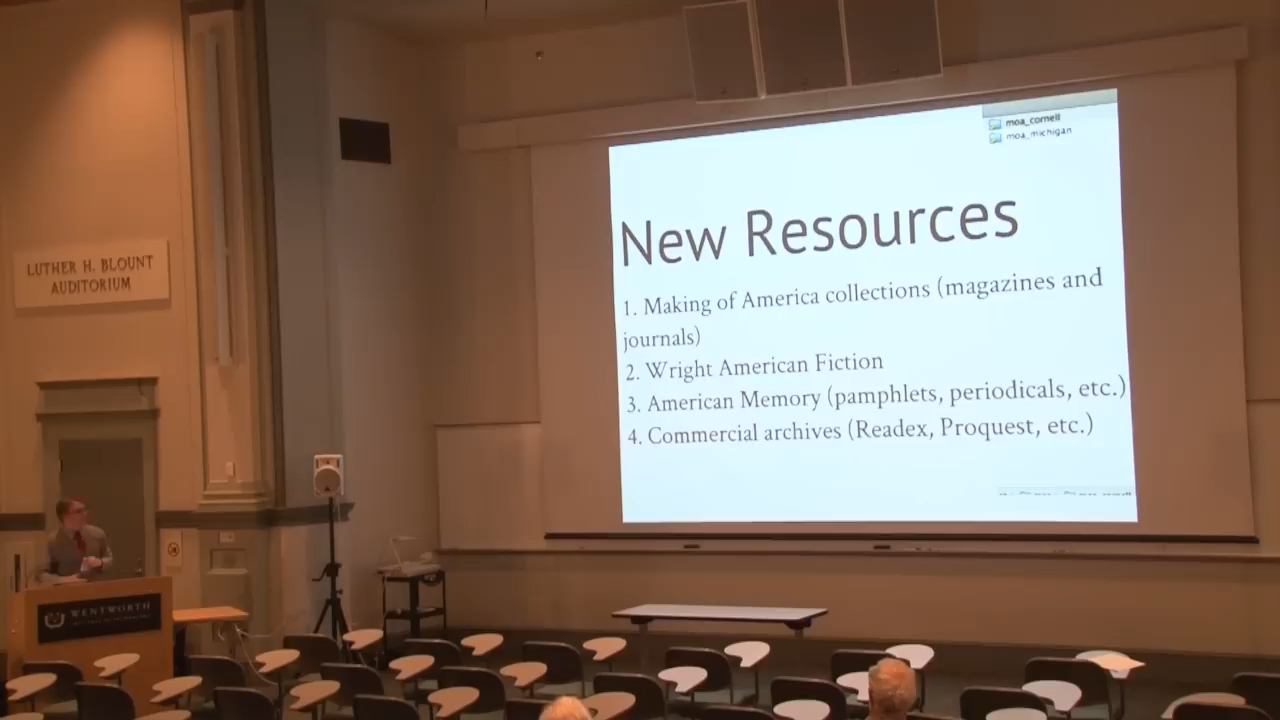 moa_cornell
moa_michigan
New Resources
1. Making of America collections (magazines and
journals)
2. Wright American Fiction
3. American Memory (pamphlets, periodicals, etc.)
4. Commercial archives (Readex, Proquest, etc.)
LUTHER H. BLOUNT
AUDITORIUM
WENTWORTH